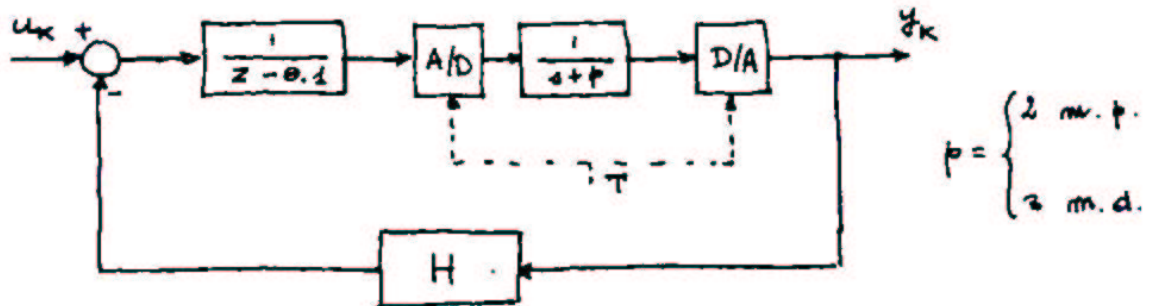 u_K + y_K
1 / z - 0.1
A/D
1 / s + p
D/A
-
T
p = { 2 m. p.
3 m. d.
H